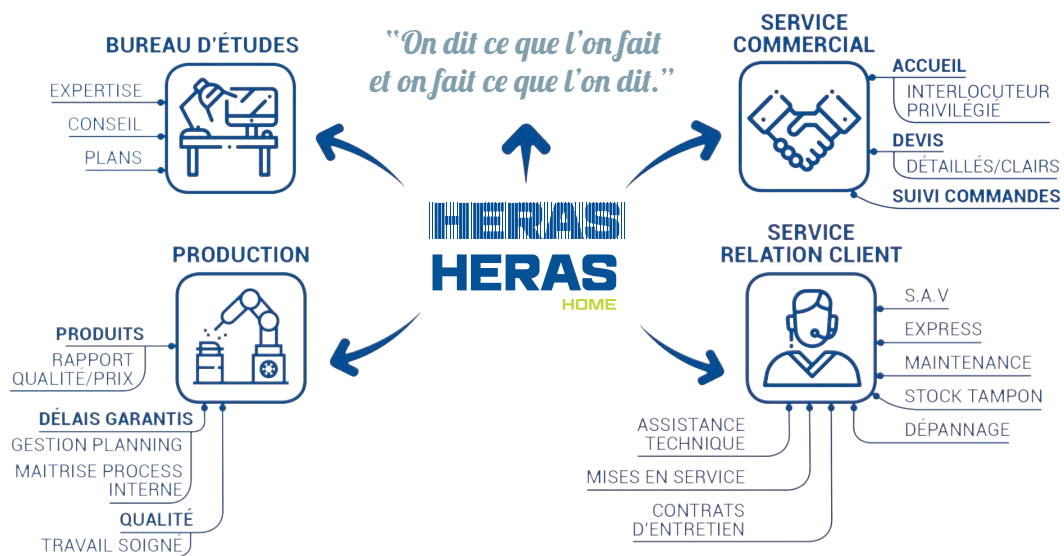 "On dit ce que l'on fait
et on fait ce que l'on dit."
BUREAU D'ÉTUDES
EXPERTISE
CONSEIL
PLANS
SERVICE
COMMERCIAL
ACCUEIL
INTERLOCUTEUR
PRIVILÉGIÉ
DEVIS
DÉTAILLÉS/CLAIRS
SUIVI COMMANDES
HERAS
HERAS
HOME
PRODUCTION
PRODUITS
RAPPORT
QUALITÉ/PRIX
DÉLAIS GARANTIS
GESTION PLANNING
MAITRISE PROCESS
INTERNE
QUALITÉ
TRAVAIL SOIGNÉ
SERVICE
RELATION CLIENT
S.A.V
EXPRESS
MAINTENANCE
STOCK TAMPON
DÉPANNAGE
ASSISTANCE
TECHNIQUE
MISES EN SERVICE
CONTRATS
D'ENTRETIEN